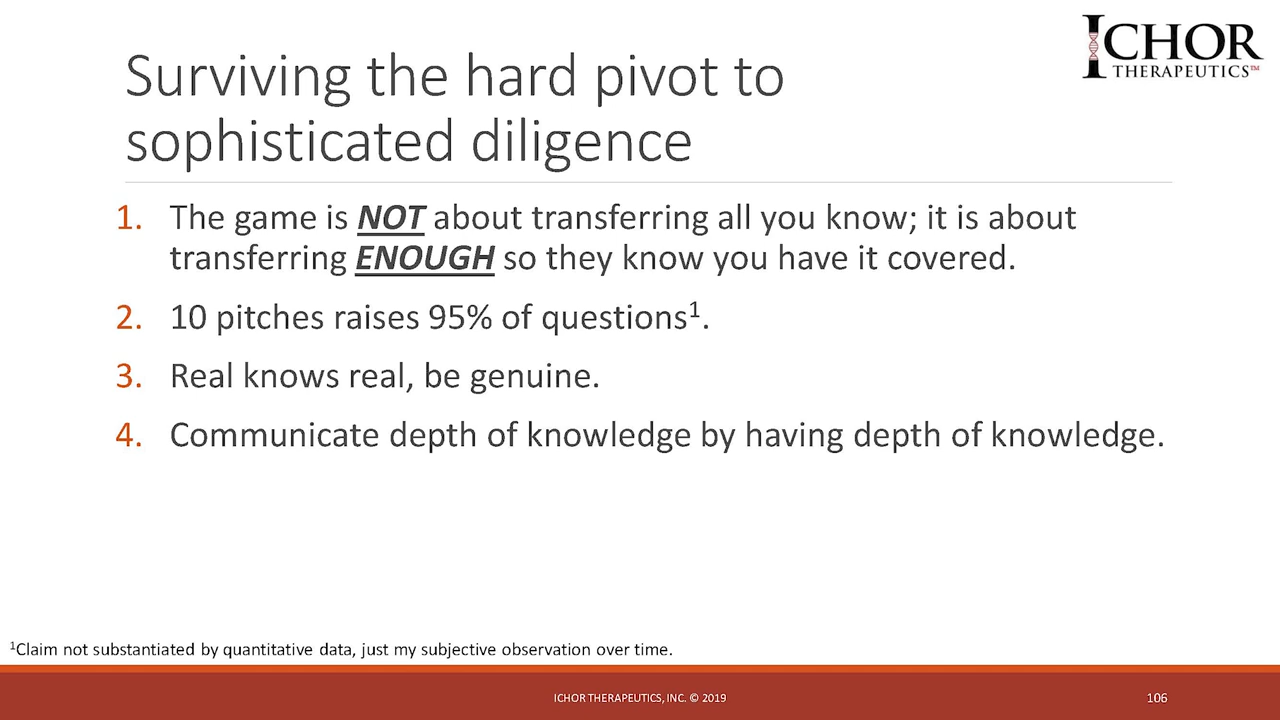 ICHOR
THERAPEUTICS™
Surviving the hard pivot to
sophisticated diligence
1. The game is NOT about transferring all you know; it is about
transferring ENOUGH so they know you have it covered.
2. 10 pitches raises 95% of questions¹.
3. Real knows real, be genuine.
4. Communicate depth of knowledge by having depth of knowledge.
¹Claim not substantiated by quantitative data, just my subjective observation over time.
ICHOR THERAPEUTICS, INC. © 2019
106